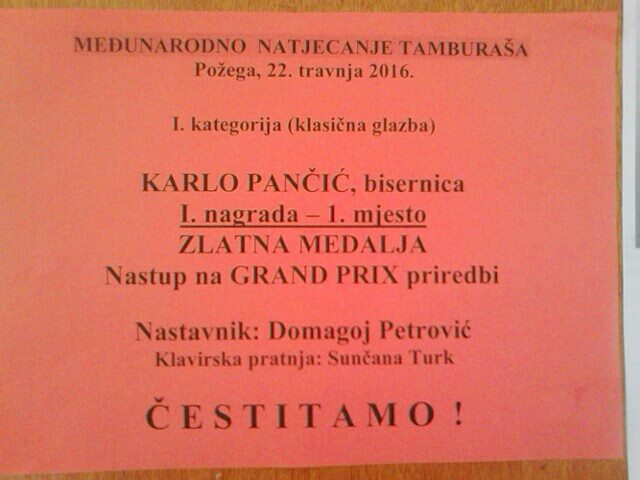 MEĐUNARODNO NATJECANJE TAMBURAŠA
Požega, 22. travnja 2016.
I. kategorija (klasična glazba)
KARLO PANČIĆ, bisernica
I. nagrada – 1. mjesto
ZLATNA MEDALJA
Nastup na GRAND PRIX priredbi
Nastavnik: Domagoj Petrović
Klavirska pratnja: Sunčana Turk
ČESTITAMO !